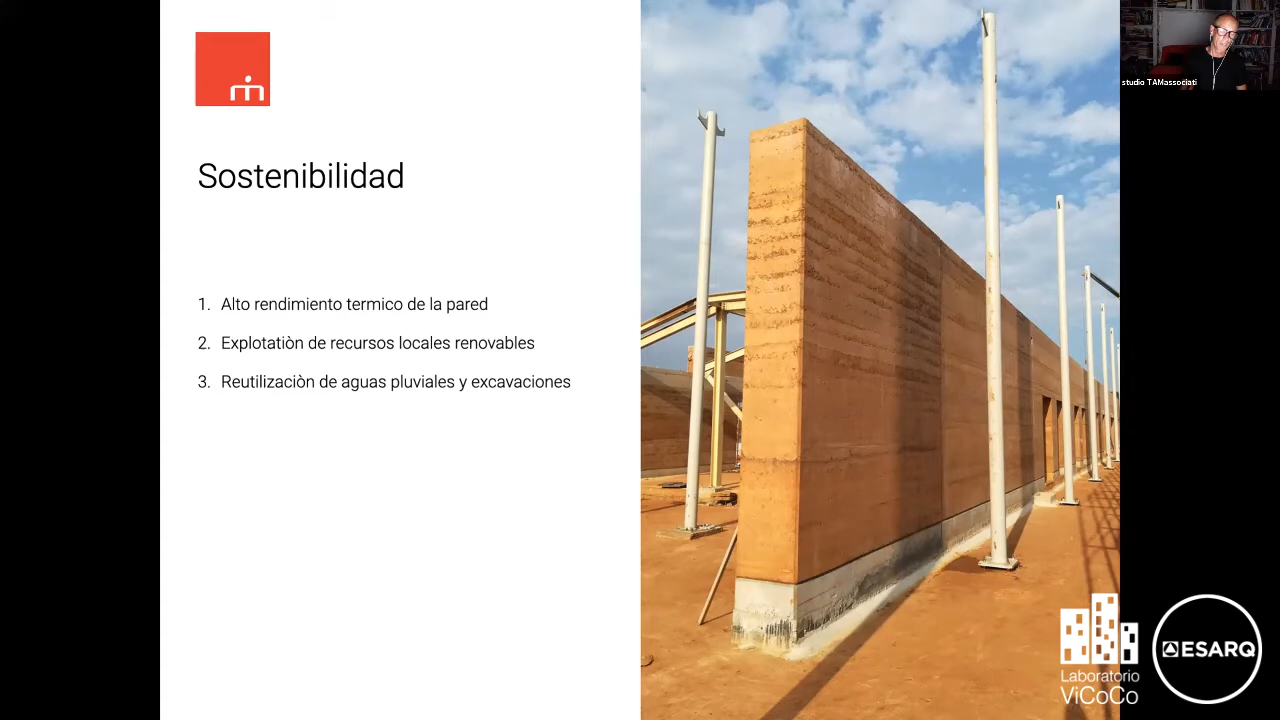 Sostenibilidad
1. Alto rendimiento termico de la pared
2. Explotatiòn de recursos locales renovables
3. Reutilizaciòn de aguas pluviales y excavaciones
studio TAMassociati
Laboratorio
ViCoCo
ESARQ